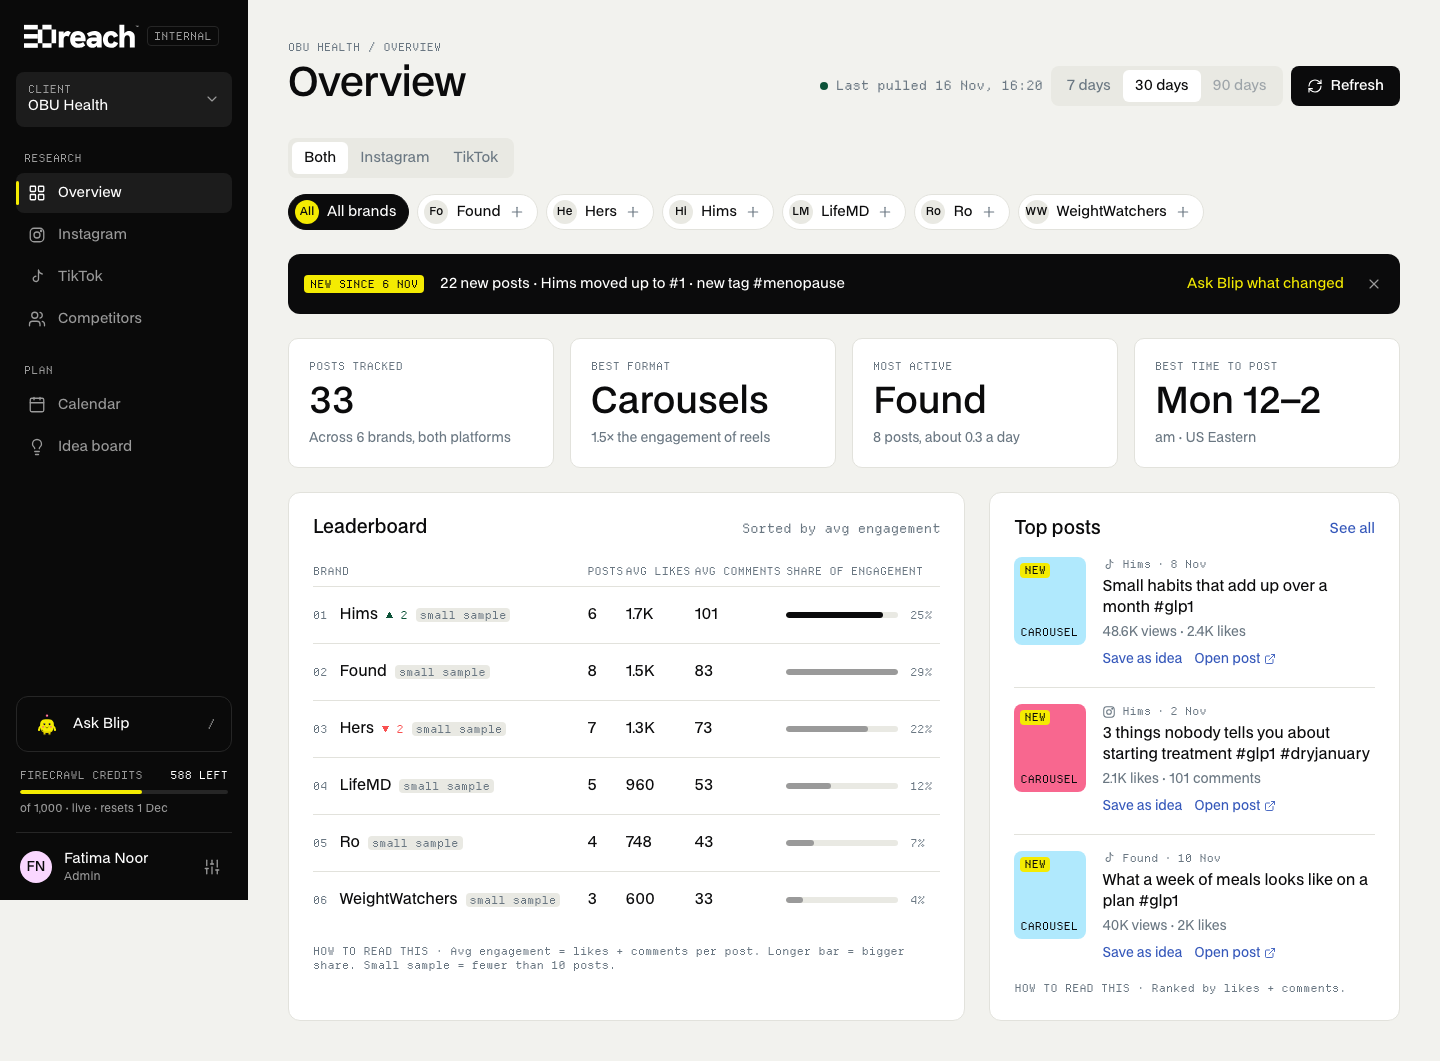 reach
INTERNAL
CLIENT
OBU Health
RESEARCH
Overview
Instagram
TikTok
Competitors
PLAN
Calendar
Idea board
Ask Blip /
FIRECRAWL CREDITS 588 LEFT
of 1,000 · live · resets 1 Dec
FN Fatima Noor
Admin
OBU HEALTH / OVERVIEW
Overview
Last pulled 16 Nov, 16:20
7 days 30 days 90 days
Refresh
Both Instagram TikTok
All All brands Fo Found He Hers Hi Hims LM LifeMD Ro Ro WW WeightWatchers
NEW SINCE 6 NOV 22 new posts · Hims moved up to #1 · new tag #menopause Ask Blip what changed
POSTS TRACKED
33
Across 6 brands, both platforms
BEST FORMAT
Carousels
1.5× the engagement of reels
MOST ACTIVE
Found
8 posts, about 0.3 a day
BEST TIME TO POST
Mon 12–2
am · US Eastern
Leaderboard Sorted by avg engagement
BRAND POSTS AVG LIKES AVG COMMENTS SHARE OF ENGAGEMENT
01 Hims ▲ 2 small sample 6 1.7K 101 25%
02 Found small sample 8 1.5K 83 29%
03 Hers ▼ 2 small sample 7 1.3K 73 22%
04 LifeMD small sample 5 960 53 12%
05 Ro small sample 4 748 43 7%
06 WeightWatchers small sample 3 600 33 4%
HOW TO READ THIS · Avg engagement = likes + comments per post. Longer bar = bigger
share. Small sample = fewer than 10 posts.
Top posts See all
NEW
CAROUSEL
Hims · 8 Nov
Small habits that add up over a
month #glp1
48.6K views · 2.4K likes
Save as idea Open post
NEW
CAROUSEL
Hims · 2 Nov
3 things nobody tells you about
starting treatment #glp1 #dryjanuary
2.1K likes · 101 comments
Save as idea Open post
NEW
CAROUSEL
Found · 10 Nov
What a week of meals looks like on a
plan #glp1
40K views · 2K likes
Save as idea Open post
HOW TO READ THIS · Ranked by likes + comments.